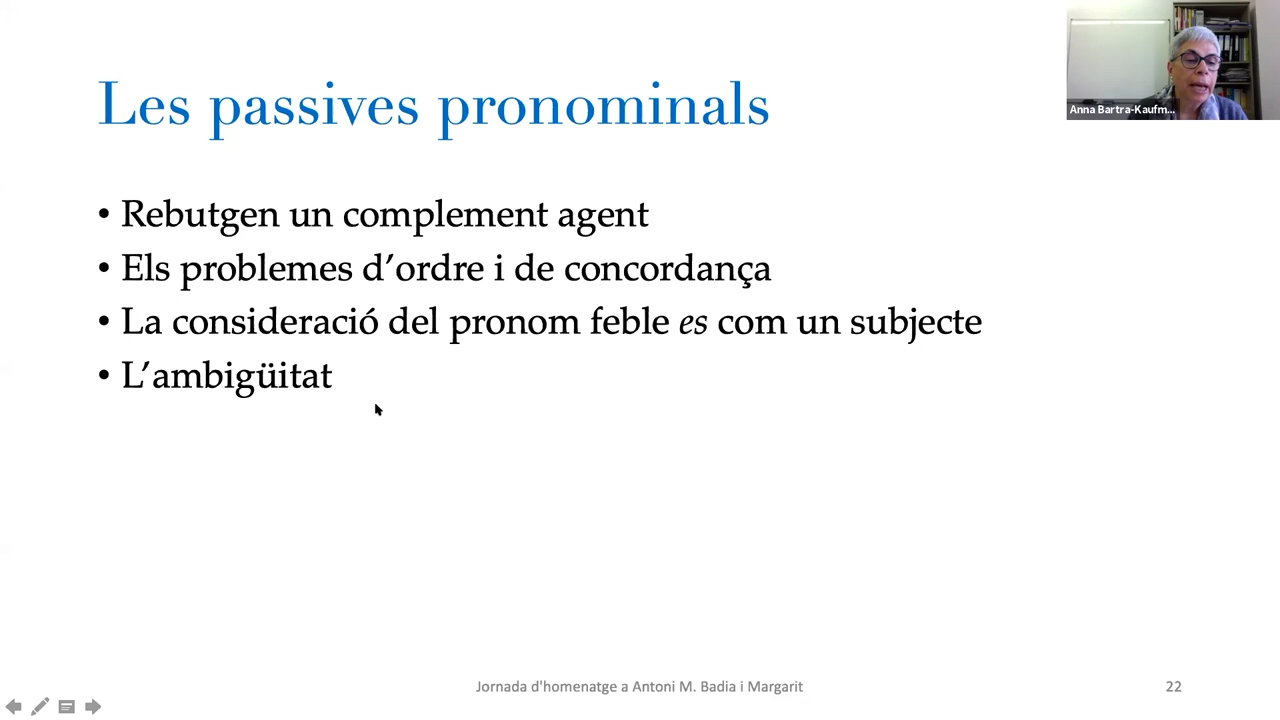 Les passives pronominals
Anna Bartra-Kaufm...
• Rebutgen un complement agent
• Els problemes d’ordre i de concordança
• La consideració del pronom feble es com un subjecte
• L’ambigüitat
Jornada d'homenatge a Antoni M. Badia i Margarit
22